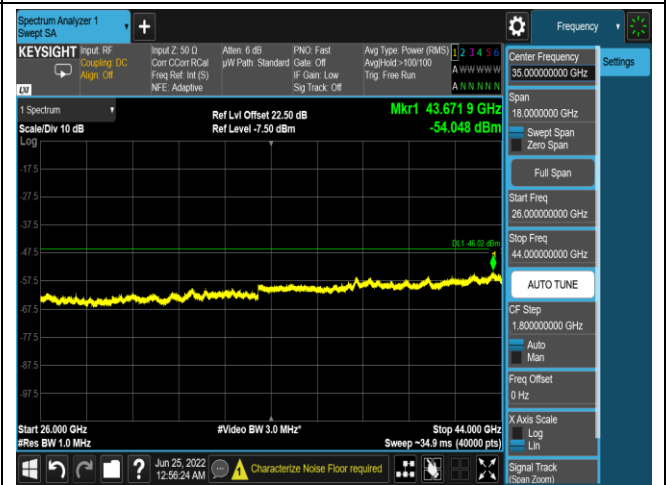 Spectrum Analyzer 1
Swept SA
+
Frequency
KEYSIGHT
Input: RF
Coupling: DC
Align: Off
Input Z: 50 Ω
Corr CCorr RCal
Freq Ref: Int (S)
NFE: Adaptive
Atten: 6 dB
µW Path: Standard
PNO: Fast
Gate: Off
IF Gain: Low
Sig Track: Off
Avg Type: Power (RMS)
Avg|Hold:>100/100
Trig: Free Run
1 2 3 4 5 6
A W W W W W
A N N N N N
LXI
1 Spectrum
Scale/Div 10 dB
Log
Ref Lvl Offset 22.50 dB
Ref Level -7.50 dBm
Mkr1 43.671 9 GHz
-54.048 dBm
-17.5
-27.5
-37.5
-47.5
-57.5
-67.5
-77.5
-87.5
-97.5
DL1 -46.02 dBm
1
Start 26.000 GHz
#Res BW 1.0 MHz
#Video BW 3.0 MHz*
Stop 44.000 GHz
Sweep ~34.9 ms (40000 pts)
Center Frequency
35.000000000 GHz
Settings
Span
18.0000000 GHz
Swept Span
Zero Span
Full Span
Start Freq
26.000000000 GHz
Stop Freq
44.000000000 GHz
AUTO TUNE
CF Step
1.800000000 GHz
Auto
Man
Freq Offset
0 Hz
X Axis Scale
Log
Lin
Signal Track
(Span Zoom)
?
Jun 25, 2022
12:56:24 AM
Characterize Noise Floor required